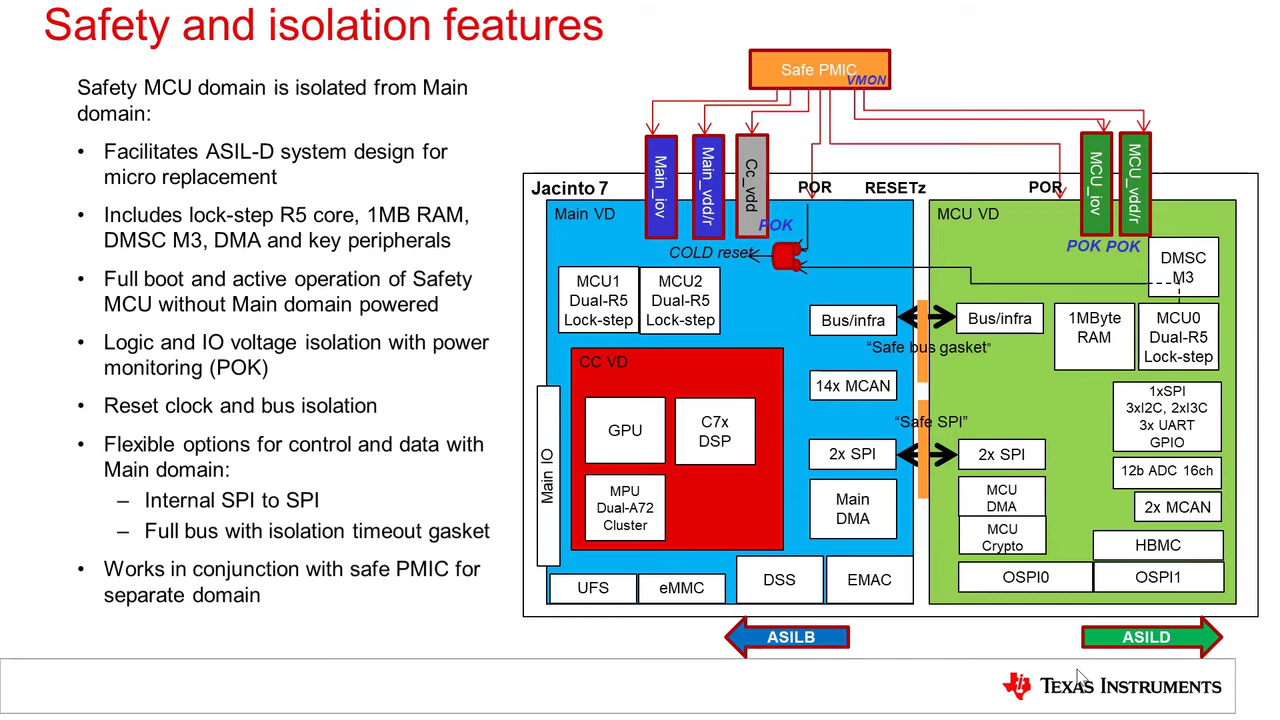 Safety and isolation features
Safety MCU domain is isolated from Main
domain:
• Facilitates ASIL-D system design for
micro replacement
• Includes lock-step R5 core, 1MB RAM,
DMSC M3, DMA and key peripherals
• Full boot and active operation of Safety
MCU without Main domain powered
• Logic and IO voltage isolation with power
monitoring (POK)
• Reset clock and bus isolation
• Flexible options for control and data with
Main domain:
– Internal SPI to SPI
– Full bus with isolation timeout gasket
• Works in conjunction with safe PMIC for
separate domain
Safe PMIC
VMON
Main_iov
Main_vdd/r
Cc_vdd
MCU_iov
MCU_vdd/r
Jacinto 7
POR
RESETz
POR
Main VD
MCU VD
POK
POK POK
COLD reset
DMSC
M3
MCU1
Dual-R5
Lock-step
MCU2
Dual-R5
Lock-step
Bus/infra
Bus/infra
1MByte
RAM
MCU0
Dual-R5
Lock-step
"Safe bus gasket"
CC VD
14x MCAN
1xSPI
3xI2C, 2xI3C
3x UART
GPIO
GPU
C7x
DSP
"Safe SPI"
2x SPI
2x SPI
12b ADC 16ch
Main IO
MPU
Dual-A72
Cluster
Main
DMA
MCU
DMA
2x MCAN
MCU
Crypto
HBMC
UFS
eMMC
DSS
EMAC
OSPI0
OSPI1
ASILB
ASILD
TEXAS INSTRUMENTS